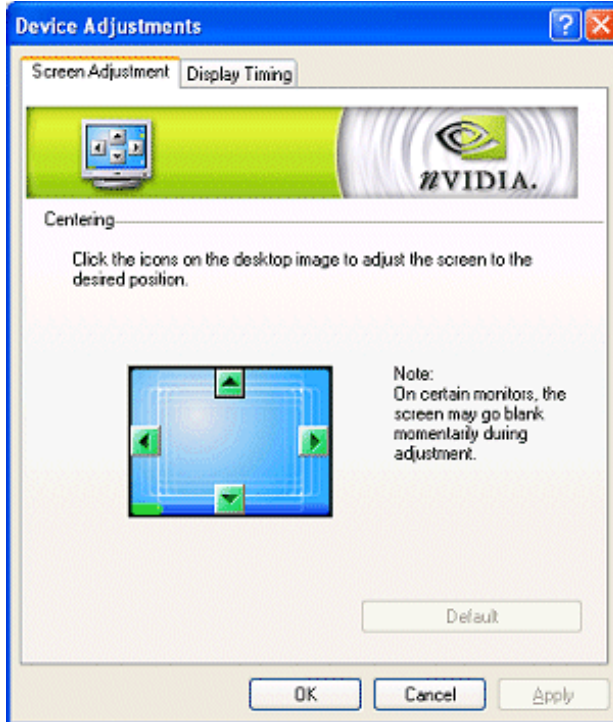 Device Adjustments
Screen Adjustment
Display Timing
nVIDIA.
Centering
Click the icons on the desktop image to adjust the screen to the
desired position.
Note:
On certain monitors, the
screen may go blank
momentarily during
adjustment.
Default
OK
Cancel
Apply